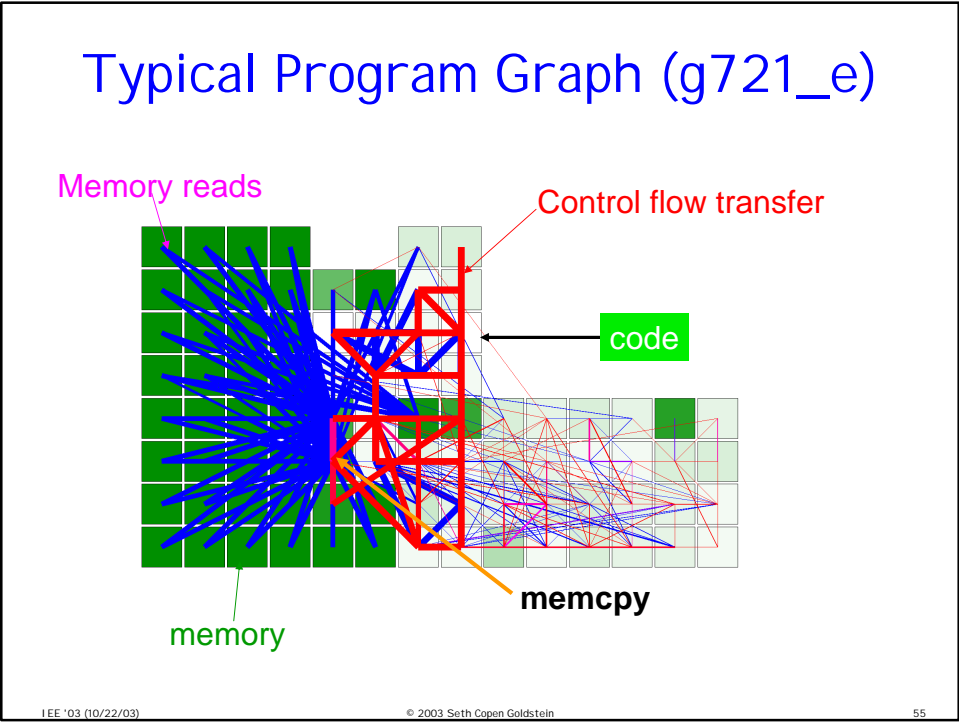 Typical Program Graph (g721_e)
Memory reads
Control flow transfer
code
memcpy
memory
IEE '03 (10/22/03)
© 2003 Seth Copen Goldstein
55